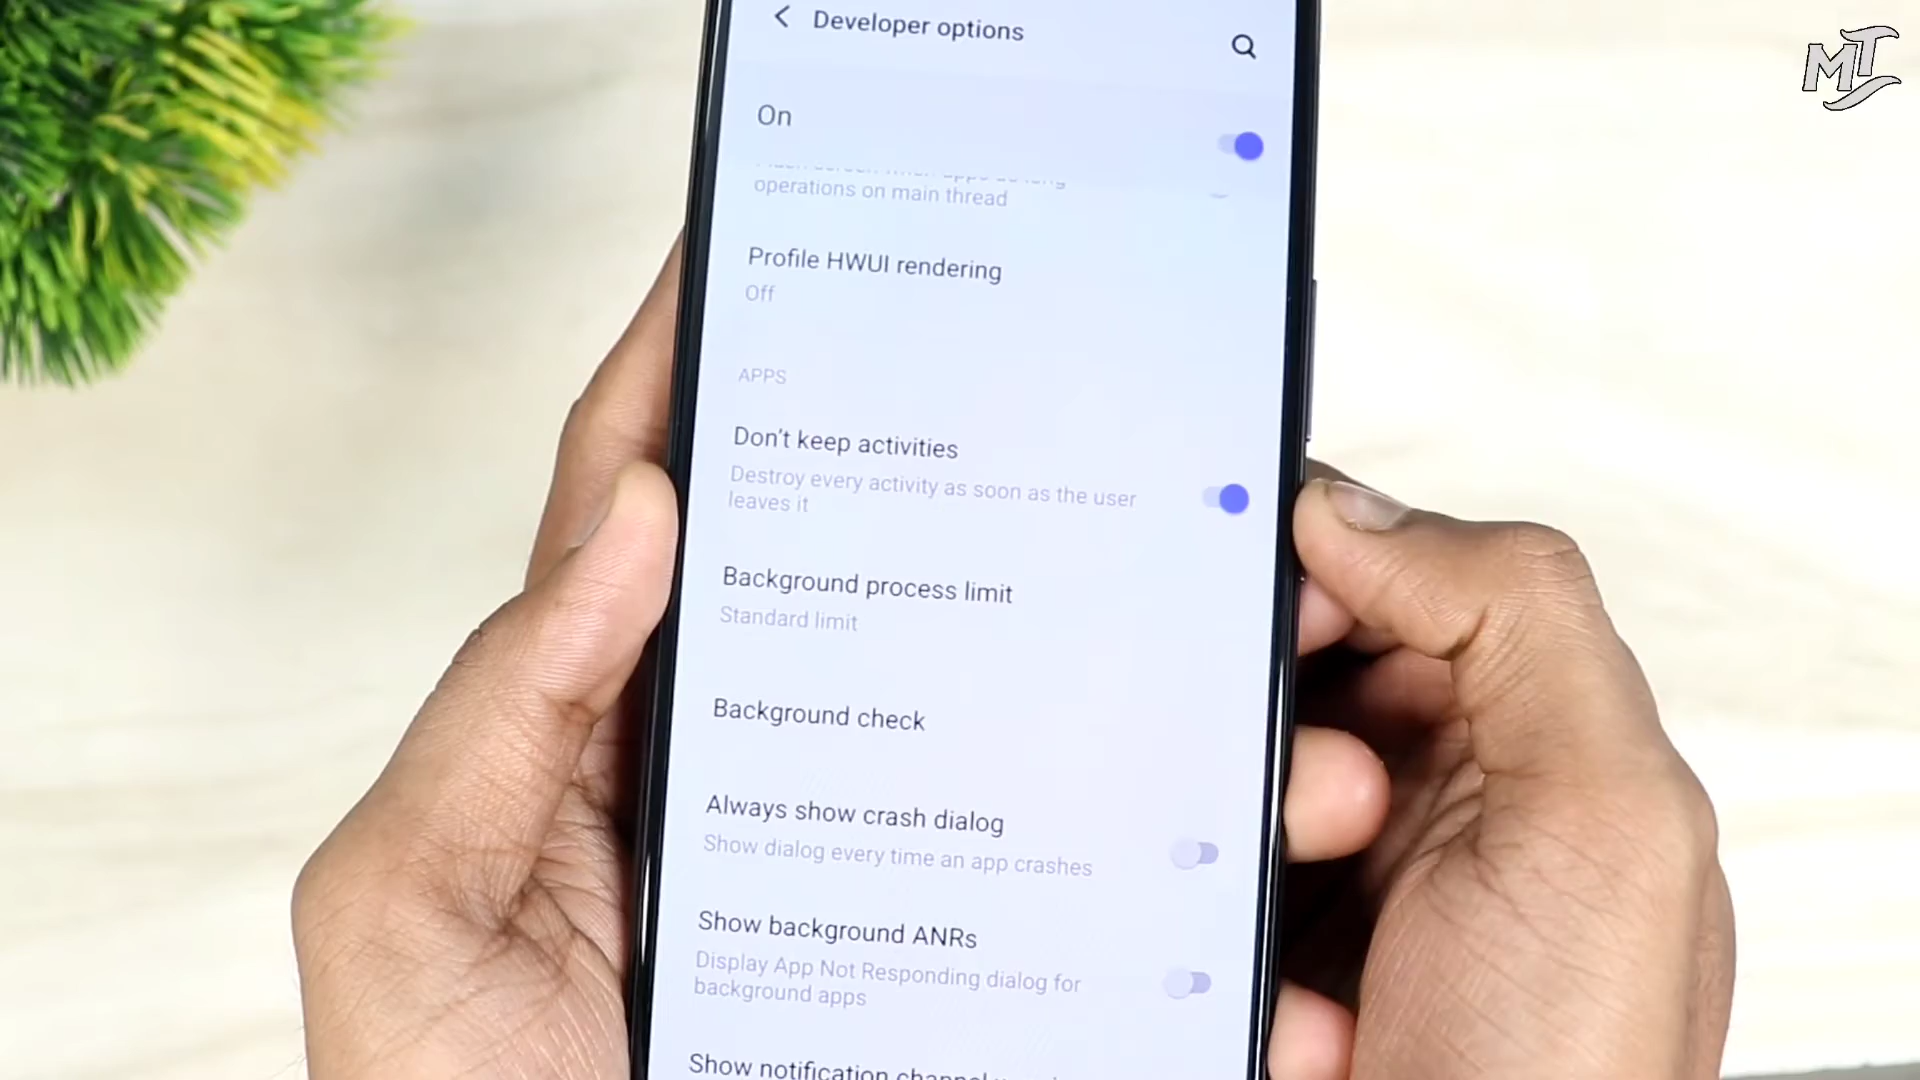 Developer options
MT
On
operations on main thread
Profile HWUI rendering
Off
APPS
Don't keep activities
Destroy every activity as soon as the user
leaves it
Background process limit
Standard limit
Background check
Always show crash dialog
Show dialog every time an app crashes
Show background ANRs
Display App Not Responding dialog for
background apps
Show notification channel